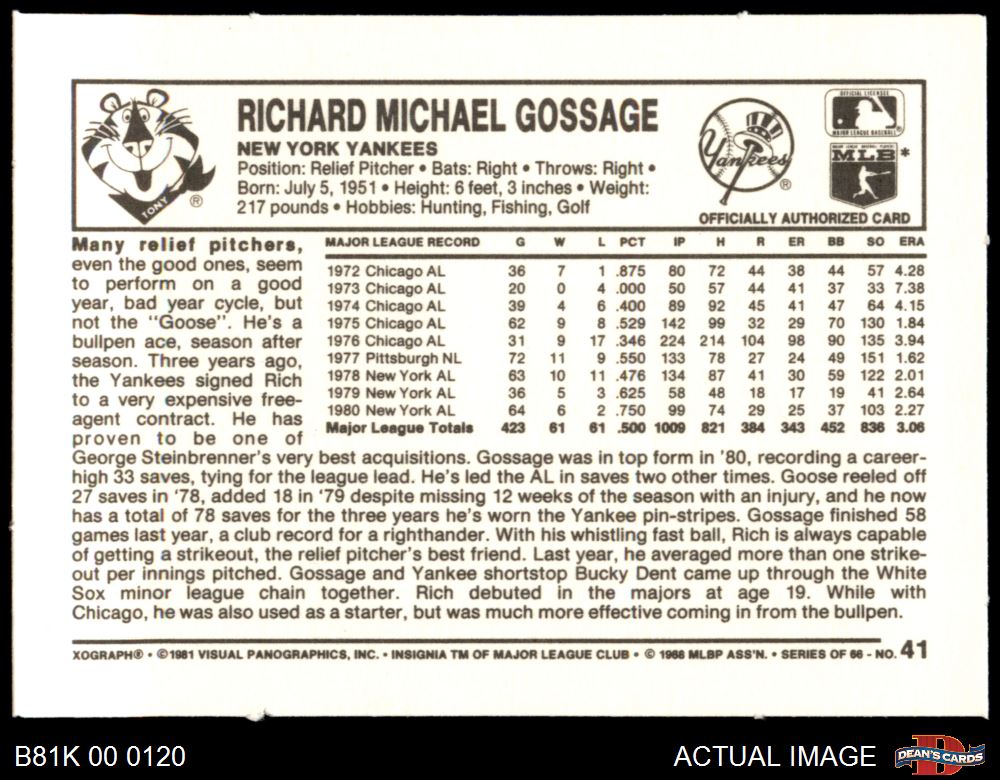 RICHARD MICHAEL GOSSAGE
NEW YORK YANKEES
Position: Relief Pitcher • Bats: Right • Throws: Right •
Born: July 5, 1951 • Height: 6 feet, 3 inches • Weight:
217 pounds • Hobbies: Hunting, Fishing, Golf
TONY ®
Yankees ®
OFFICIAL LICENSEE
MAJOR LEAGUE BASEBALL ®
MLB *
OFFICIALLY AUTHORIZED CARD
MAJOR LEAGUE RECORD G W L PCT IP H R ER BB SO ERA
1972 Chicago AL 36 7 1 .875 80 72 44 38 44 57 4.28
1973 Chicago AL 20 0 4 .000 50 57 44 41 37 33 7.38
1974 Chicago AL 39 4 6 .400 89 92 45 41 47 64 4.15
1975 Chicago AL 62 9 8 .529 142 99 32 29 70 130 1.84
1976 Chicago AL 31 9 17 .346 224 214 104 98 90 135 3.94
1977 Pittsburgh NL 72 11 9 .550 133 78 27 24 49 151 1.62
1978 New York AL 63 10 11 .476 134 87 41 30 59 122 2.01
1979 New York AL 36 5 3 .625 58 48 18 17 19 41 2.64
1980 New York AL 64 6 2 .750 99 74 29 25 37 103 2.27
Major League Totals 423 61 61 .500 1009 821 384 343 452 836 3.06
Many relief pitchers,
even the good ones, seem
to perform on a good
year, bad year cycle, but
not the "Goose". He's a
bullpen ace, season after
season. Three years ago,
the Yankees signed Rich
to a very expensive free-
agent contract. He has
proven to be one of
George Steinbrenner's very best acquisitions. Gossage was in top form in '80, recording a career-
high 33 saves, tying for the league lead. He's led the AL in saves two other times. Goose reeled off
27 saves in '78, added 18 in '79 despite missing 12 weeks of the season with an injury, and he now
has a total of 78 saves for the three years he's worn the Yankee pin-stripes. Gossage finished 58
games last year, a club record for a righthander. With his whistling fast ball, Rich is always capable
of getting a strikeout, the relief pitcher's best friend. Last year, he averaged more than one strike-
out per innings pitched. Gossage and Yankee shortstop Bucky Dent came up through the White
Sox minor league chain together. Rich debuted in the majors at age 19. While with
Chicago, he was also used as a starter, but was much more effective coming in from the bullpen.
XOGRAPH® • ©1981 VISUAL PANOGRAPHICS, INC. • INSIGNIA TM OF MAJOR LEAGUE CLUB • © 1968 MLBP ASS'N. • SERIES OF 66 - NO. 41
B81K 00 0120
ACTUAL IMAGE
DEAN'S CARDS